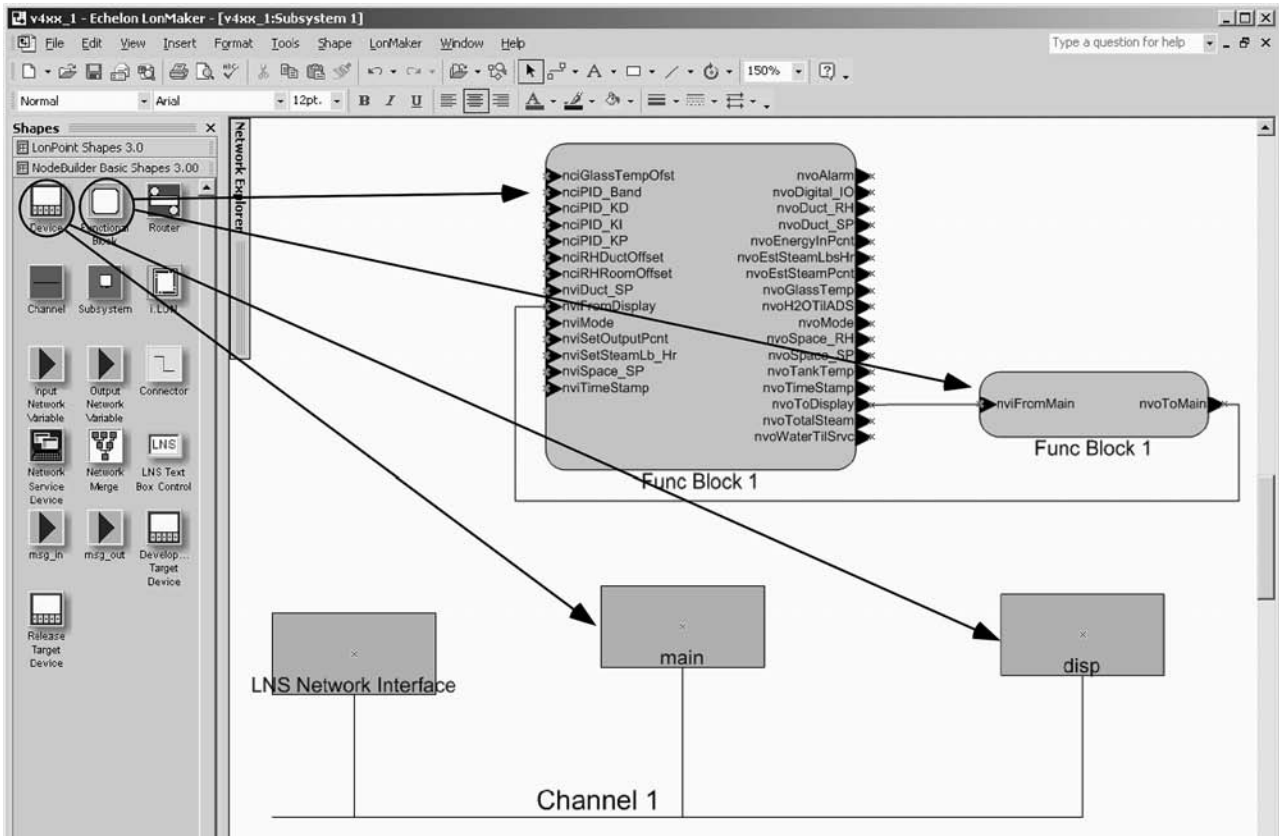 v4xx_1 - Echelon LonMaker - [v4xx_1:Subsystem 1]
File Edit View Insert Format Tools Shape LonMaker Window Help
Type a question for help
150%
Normal
Arial
12pt.
B I U
Shapes
LonPoint Shapes 3.0
NodeBuilder Basic Shapes 3.00
Device
Functional
Block
Router
Channel
Subsystem
i.LON
Input
Network
Variable
Output
Network
Variable
Connector
LNS
Network
Service
Device
Network
Merge
LNS Text
Box Control
msg_in
msg_out
Develop...
Target
Device
Release
Target
Device
Network Explorer
nciGlassTempOfst
nciPID_Band
nciPID_KD
nciPID_KI
nciPID_KP
nciRHDuctOffset
nciRHRoomOffset
nviDuct_SP
nviFromDisplay
nviMode
nviSetOutputPcnt
nviSetSteamLb_Hr
nviSpace_SP
nviTimeStamp
nvoAlarm
nvoDigital_IO
nvoDuct_RH
nvoDuct_SP
nvoEnergyInPcnt
nvoEstSteamLbsHr
nvoEstSteamPcnt
nvoGlassTemp
nvoH2OTilADS
nvoMode
nvoSpace_RH
nvoSpace_SP
nvoTankTemp
nvoTimeStamp
nvoToDisplay
nvoTotalSteam
nvoWaterTilSrvc
Func Block 1
nviFromMain
nvoToMain
Func Block 1
LNS Network Interface
main
disp
Channel 1